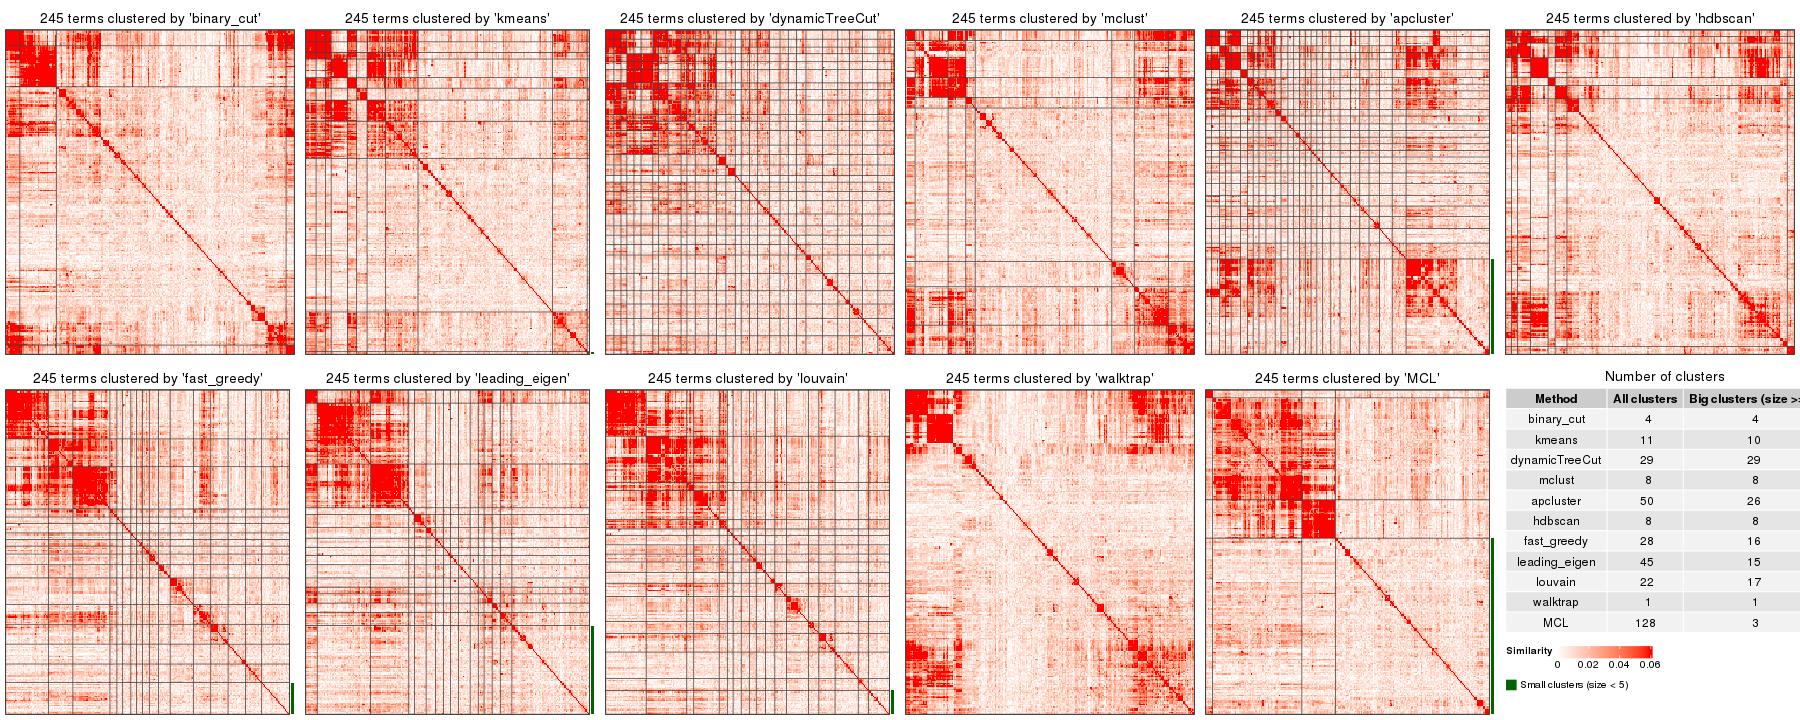 245 terms clustered by 'binary_cut'
245 terms clustered by 'kmeans'
245 terms clustered by 'dynamicTreeCut'
245 terms clustered by 'mclust'
245 terms clustered by 'apcluster'
245 terms clustered by 'hdbscan'
245 terms clustered by 'fast_greedy'
245 terms clustered by 'leading_eigen'
245 terms clustered by 'louvain'
245 terms clustered by 'walktrap'
245 terms clustered by 'MCL'
Number of clusters
Method All clusters Big clusters (size >
binary_cut 4 4
kmeans 11 10
dynamicTreeCut 29 29
mclust 8 8
apcluster 50 26
hdbscan 8 8
fast_greedy 28 16
leading_eigen 45 15
louvain 22 17
walktrap 1 1
MCL 128 3
Similarity
0 0.02 0.04 0.06
Small clusters (size < 5)